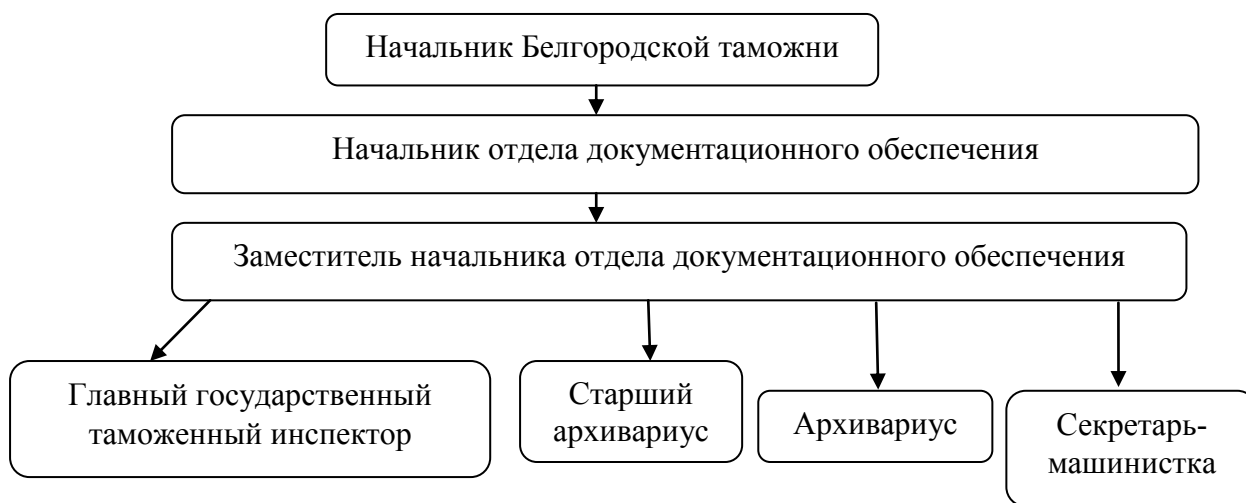 Начальник Белгородской таможни
Начальник отдела документационного обеспечения
Заместитель начальника отдела документационного обеспечения
Главный государственный
таможенный инспектор
Старший
архивариус
Архивариус
Секретарь-
машинистка